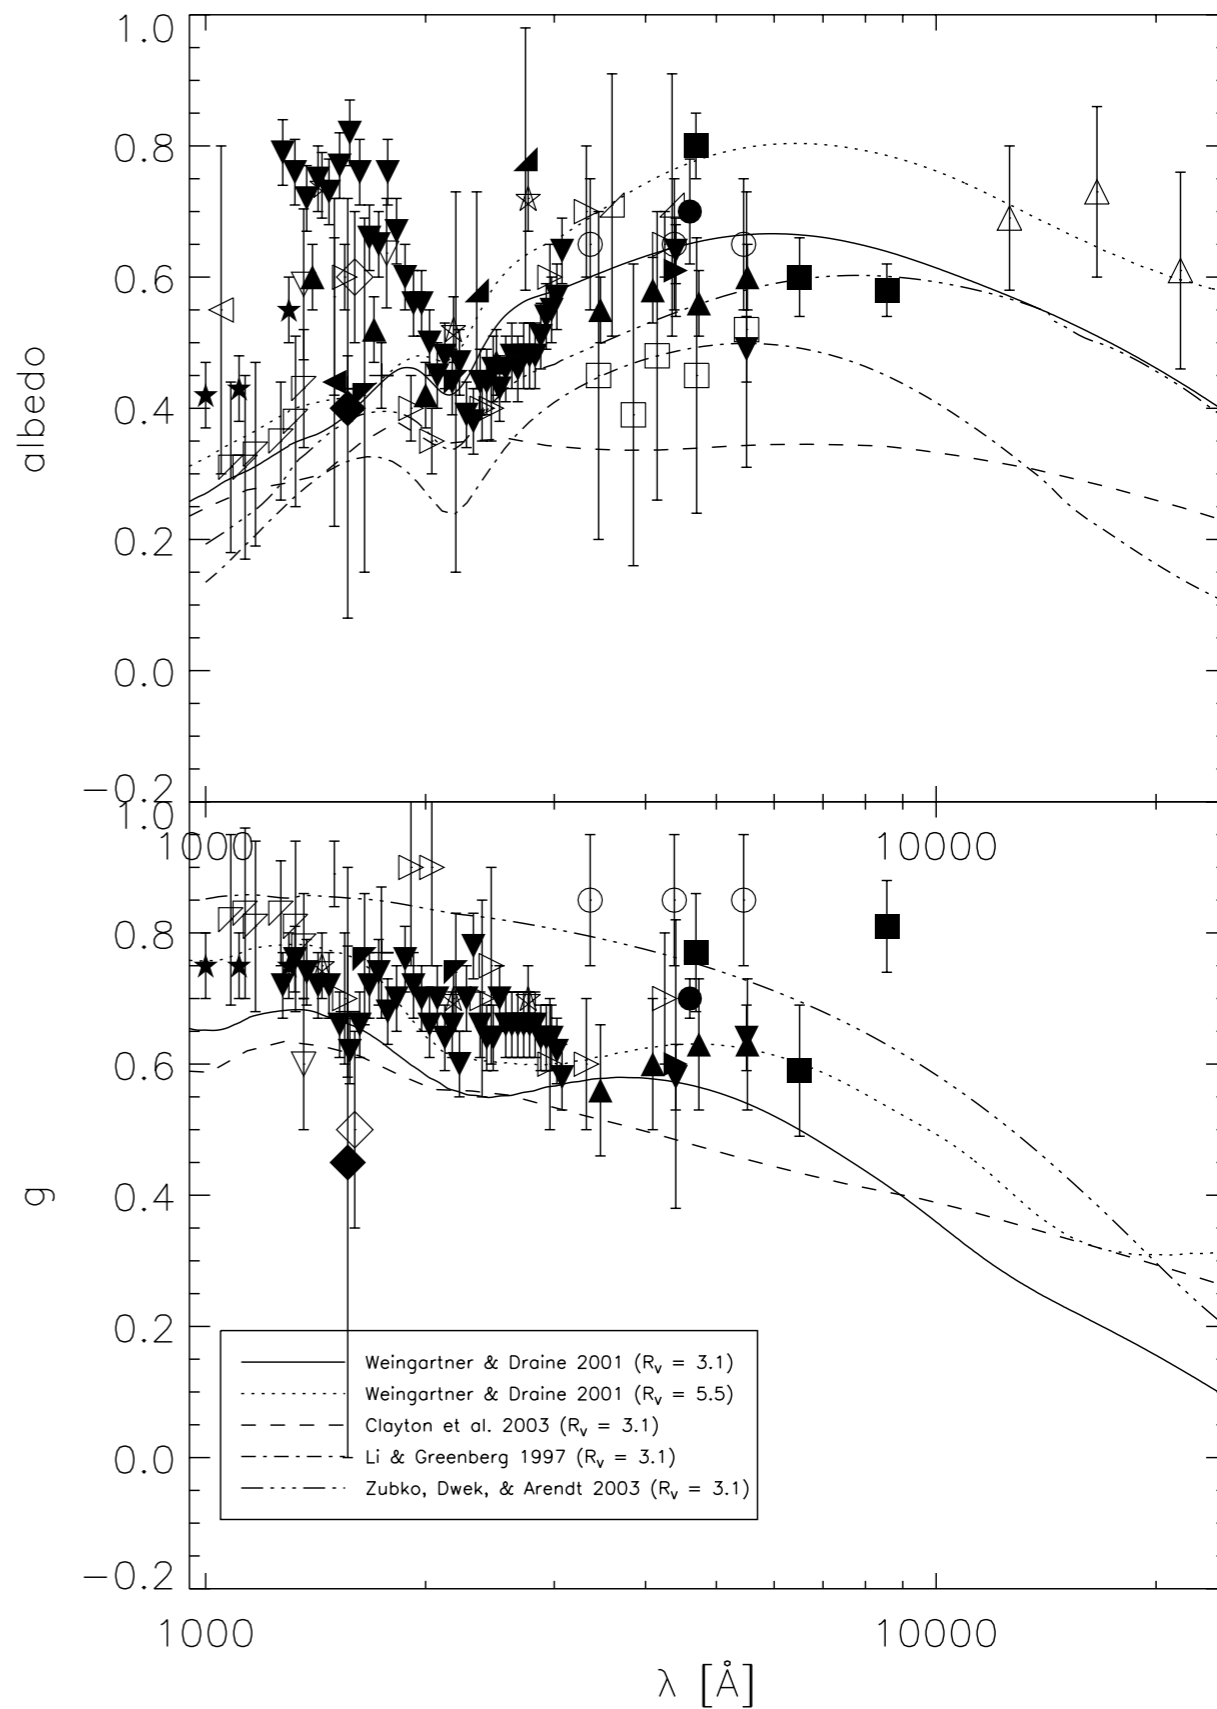 1.0
0.8
0.6
0.4
0.2
0.0
−0.2
albedo
1000
10000
1.0
0.8
0.6
0.4
0.2
0.0
−0.2
g
Weingartner & Draine 2001 (Rv = 3.1)
Weingartner & Draine 2001 (Rv = 5.5)
Clayton et al. 2003 (Rv = 3.1)
Li & Greenberg 1997 (Rv = 3.1)
Zubko, Dwek, & Arendt 2003 (Rv = 3.1)
1000
10000
λ [Å]